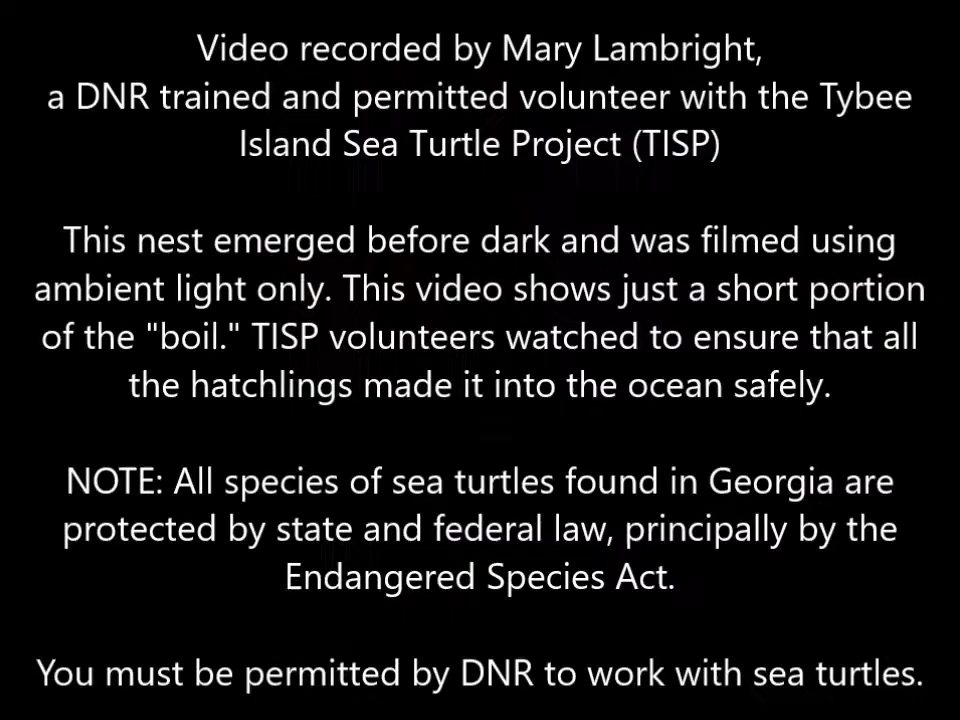 Video recorded by Mary Lambright,
a DNR trained and permitted volunteer with the Tybee
Island Sea Turtle Project (TISP)
This nest emerged before dark and was filmed using
ambient light only. This video shows just a short portion
of the "boil." TISP volunteers watched to ensure that all
the hatchlings made it into the ocean safely.
NOTE: All species of sea turtles found in Georgia are
protected by state and federal law, principally by the
Endangered Species Act.
You must be permitted by DNR to work with sea turtles.